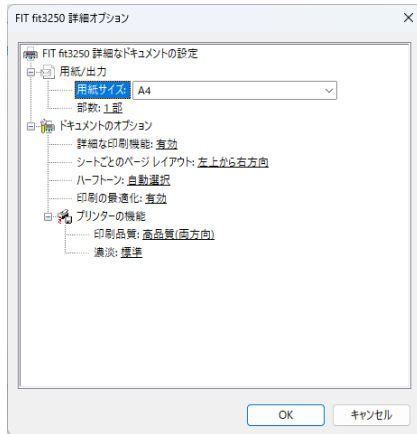 FIT fit3250 詳細オプション
FIT fit3250 詳細なドキュメントの設定
用紙/出力
用紙サイズ: A4
部数: 1 部
ドキュメントのオプション
詳細な印刷機能: 有効
シートごとのページ レイアウト: 左上から右方向
ハーフトーン: 自動選択
印刷の最適化: 有効
プリンターの機能
印刷品質: 高品質(両方向)
濃淡: 標準
OK キャンセル